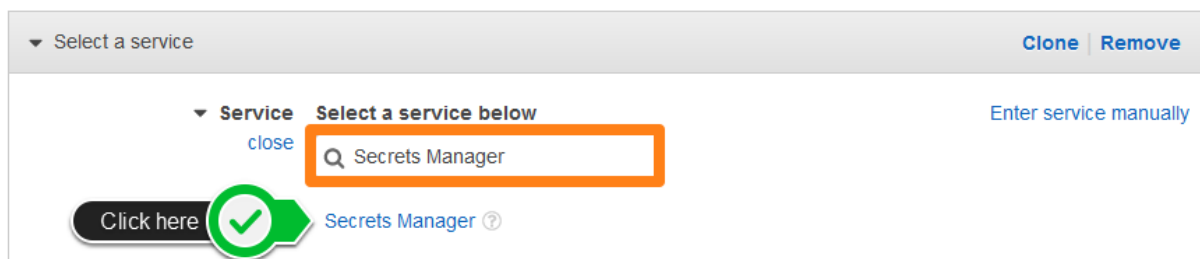 Select a service Clone Remove
Service Select a service below Enter service manually
close
Secrets Manager
Click here Secrets Manager ?